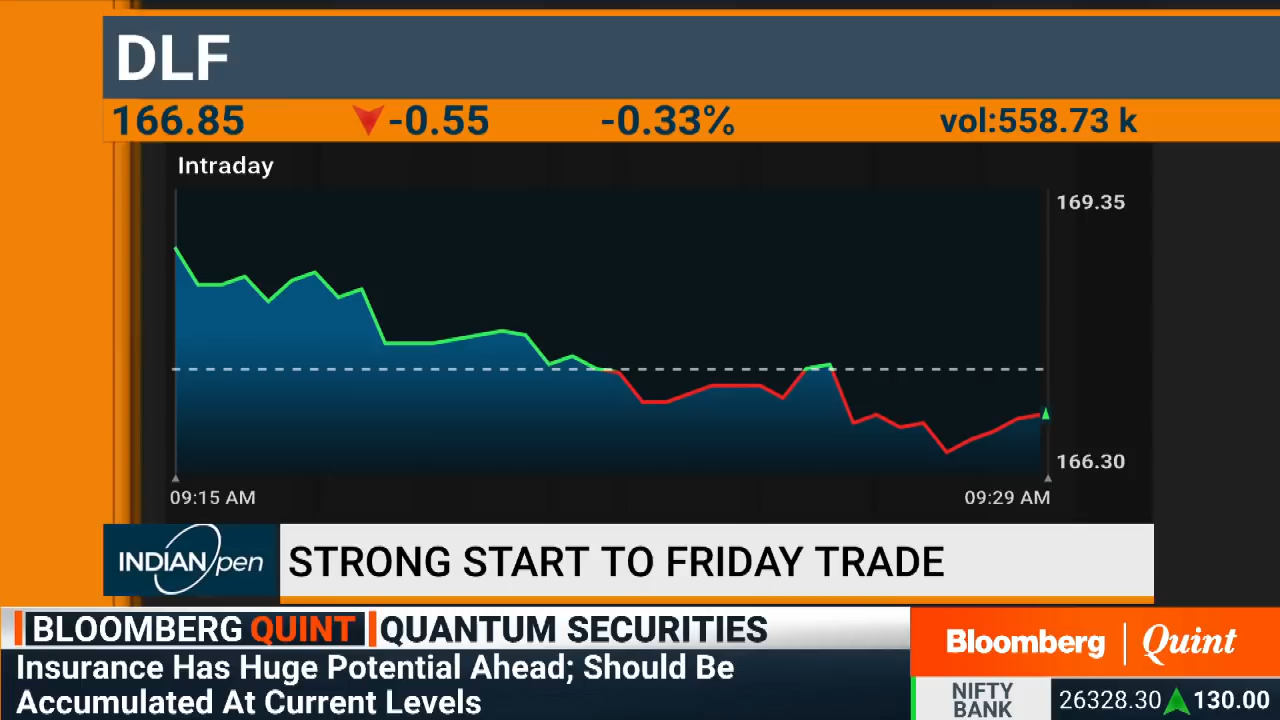 DLF
166.85 -0.55 -0.33% vol:558.73 k
Intraday
169.35
166.30
09:15 AM 09:29 AM
INDIAN Open STRONG START TO FRIDAY TRADE
BLOOMBERG QUINT QUANTUM SECURITIES
Insurance Has Huge Potential Ahead; Should Be
Accumulated At Current Levels
Bloomberg | Quint
NIFTY
BANK
26328.30 130.00